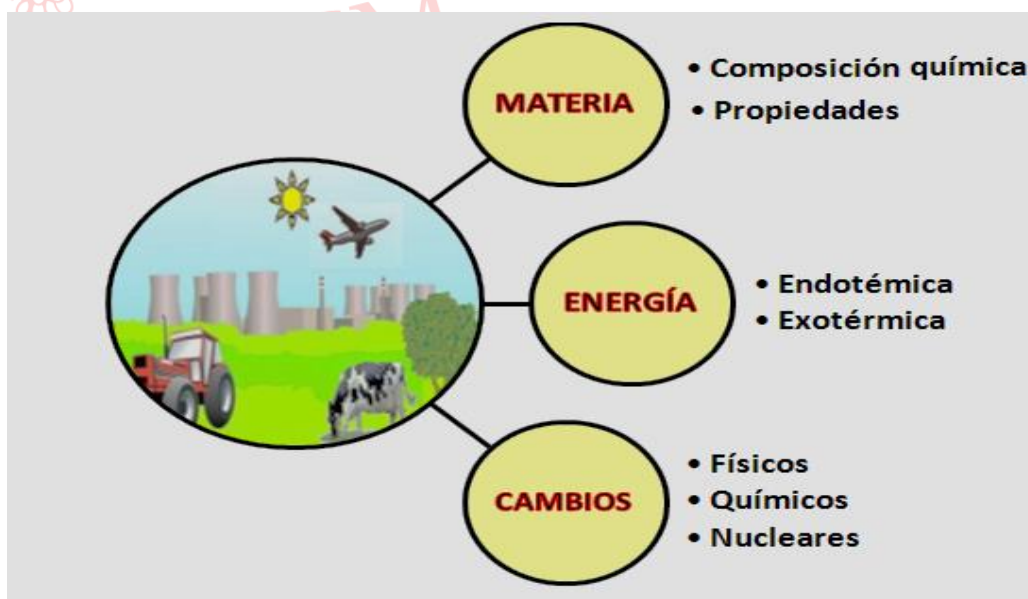 MATERIA
• Composición química
• Propiedades
ENERGÍA
• Endotémica
• Exotérmica
CAMBIOS
• Físicos
• Químicos
• Nucleares